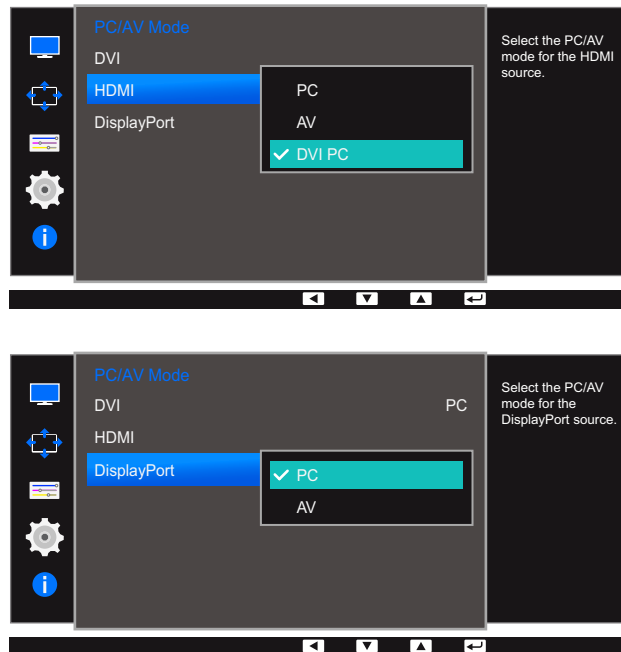 PC/AV Mode
DVI
HDMI
DisplayPort
PC
AV
DVI PC
Select the PC/AV
mode for the HDMI
source.
i
PC/AV Mode
DVI
PC
HDMI
DisplayPort
PC
AV
Select the PC/AV
mode for the
DisplayPort source.
i